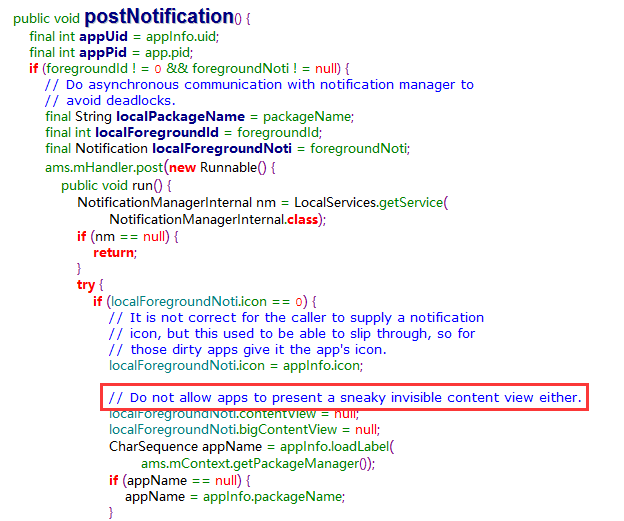 public void postNotification() {
final int appUid = appInfo.uid;
final int appPid = app.pid;
if (foregroundId ! = 0 && foregroundNoti ! = null) {
// Do asynchronous communication with notification manager to
// avoid deadlocks.
final String localPackageName = packageName;
final int localForegroundId = foregroundId;
final Notification localForegroundNoti = foregroundNoti;
ams.mHandler.post(new Runnable() {
public void run() {
NotificationManagerInternal nm = LocalServices.getService(
NotificationManagerInternal.class);
if (nm == null) {
return;
}
try {
if (localForegroundNoti.icon == 0) {
// It is not correct for the caller to supply a notification
// icon, but this used to be able to slip through, so for
// those dirty apps give it the app's icon.
localForegroundNoti.icon = appInfo.icon;
// Do not allow apps to present a sneaky invisible content view either.
localForegroundNoti.contentView = null;
localForegroundNoti.bigContentView = null;
CharSequence appName = appInfo.loadLabel(
ams.mContext.getPackageManager());
if (appName == null) {
appName = appInfo.packageName;
}